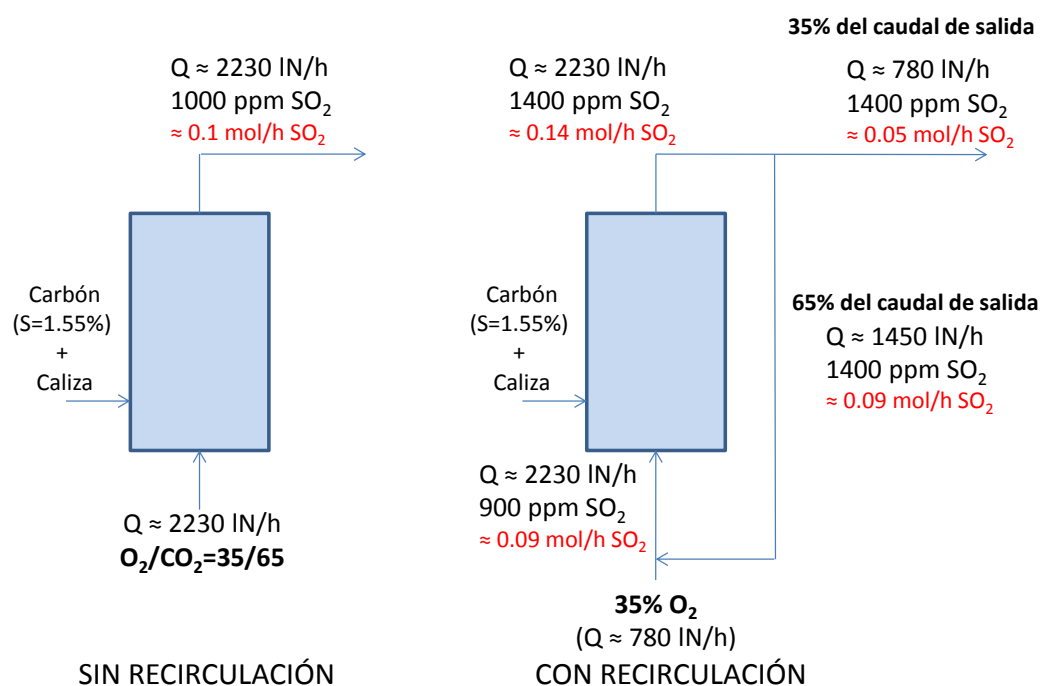 35% del caudal de salida
Q ≈ 2230 lN/h
1000 ppm SO₂
≈ 0.1 mol/h SO₂
Q ≈ 2230 lN/h
1400 ppm SO₂
≈ 0.14 mol/h SO₂
Q ≈ 780 lN/h
1400 ppm SO₂
≈ 0.05 mol/h SO₂
Carbón
(S=1.55%)
+
Caliza
Carbón
(S=1.55%)
+
Caliza
65% del caudal de salida
Q ≈ 1450 lN/h
1400 ppm SO₂
≈ 0.09 mol/h SO₂
Q ≈ 2230 lN/h
O₂/CO₂=35/65
Q ≈ 2230 lN/h
900 ppm SO₂
≈ 0.09 mol/h SO₂
35% O₂
(Q ≈ 780 lN/h)
SIN RECIRCULACIÓN
CON RECIRCULACIÓN